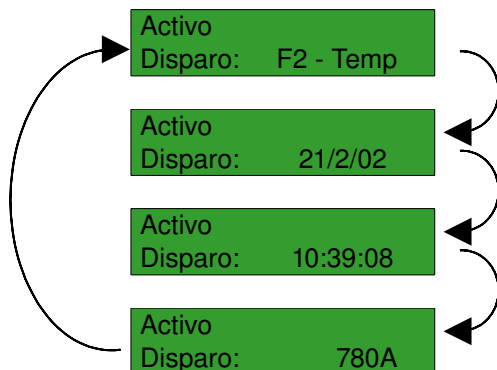 Activo
Disparo: F2 - Temp
Activo
Disparo: 21/2/02
Activo
Disparo: 10:39:08
Activo
Disparo: 780A